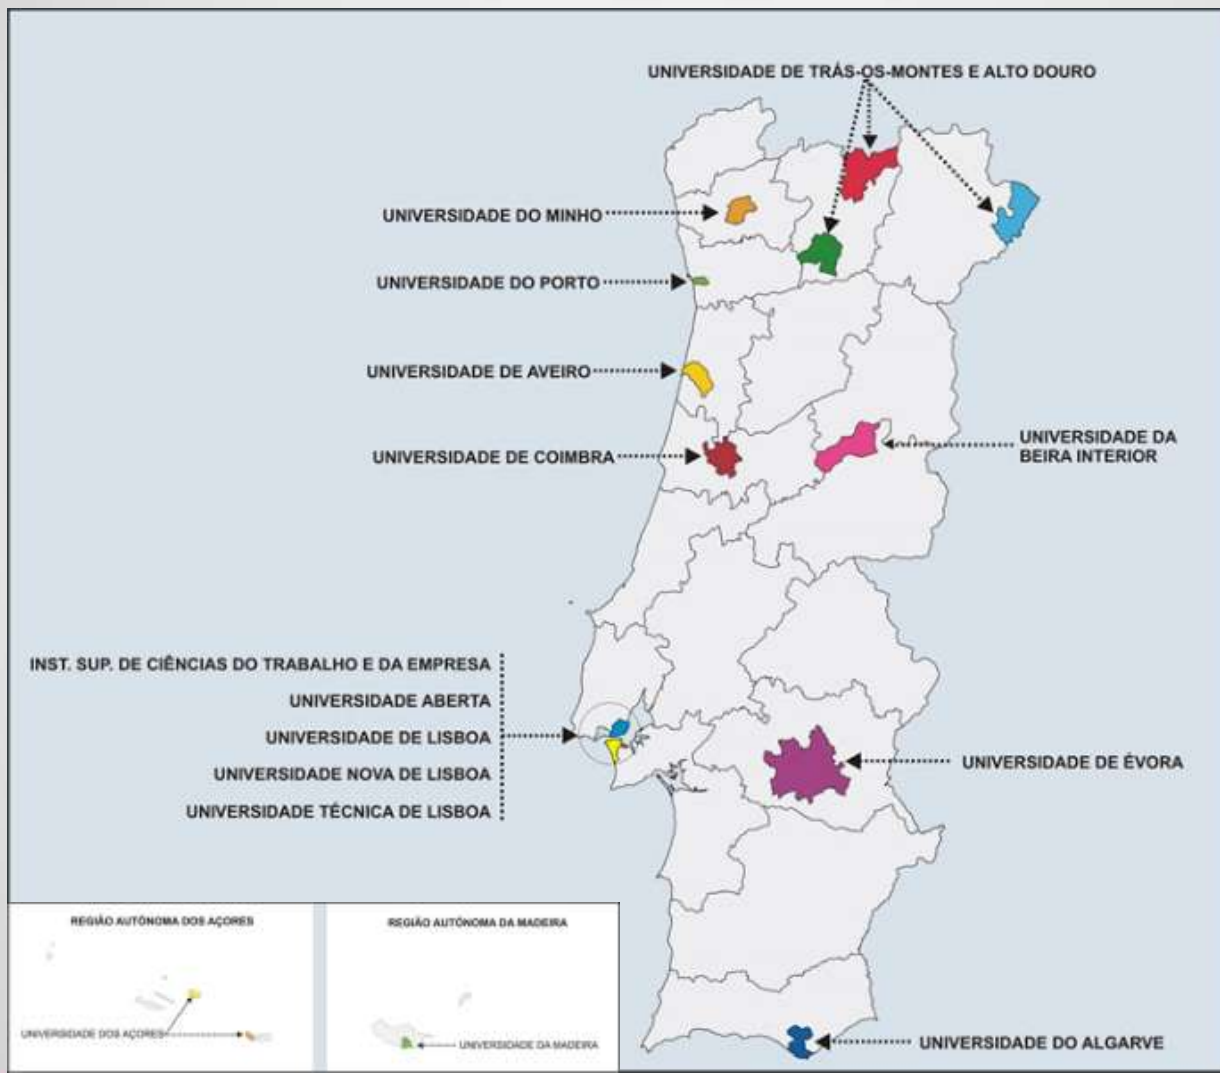 UNIVERSIDADE DE TRÁS-OS-MONTES E ALTO DOURO
UNIVERSIDADE DO MINHO
UNIVERSIDADE DO PORTO
UNIVERSIDADE DE AVEIRO
UNIVERSIDADE DE COIMBRA
UNIVERSIDADE DA
BEIRA INTERIOR
INST. SUP. DE CIÊNCIAS DO TRABALHO E DA EMPRESA
UNIVERSIDADE ABERTA
UNIVERSIDADE DE LISBOA
UNIVERSIDADE NOVA DE LISBOA
UNIVERSIDADE TÉCNICA DE LISBOA
UNIVERSIDADE DE ÉVORA
REGIÃO AUTÓNOMA DOS AÇORES
UNIVERSIDADE DOS AÇORES
REGIÃO AUTÓNOMA DA MADEIRA
UNIVERSIDADE DA MADEIRA
UNIVERSIDADE DO ALGARVE